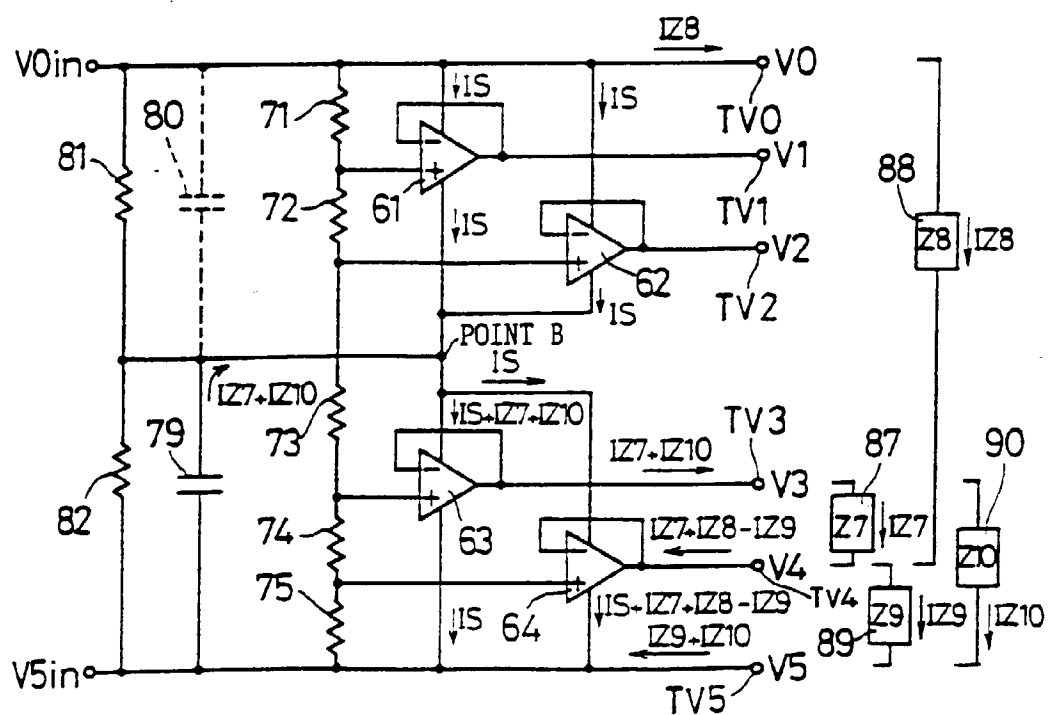 IZ8
V0in
V0
IS
IS
71
80
TV0
81
V1
61
72
TV1
88
IS
Z8
IZ8
V2
62
IS
TV2
POINT B
IS
IZ7+IZ10
IS+IZ7+IZ10
TV3
73
79
IZ7+IZ10
87
90
V3
82
63
Z7
IZ7
74
IZ7+IZ8-IZ9
Z10
V4
75
TV4
IS
64
IS+IZ7+IZ8-IZ9
Z9
IZ9
IZ10
IZ9+IZ10
89
V5in
V5
TV5